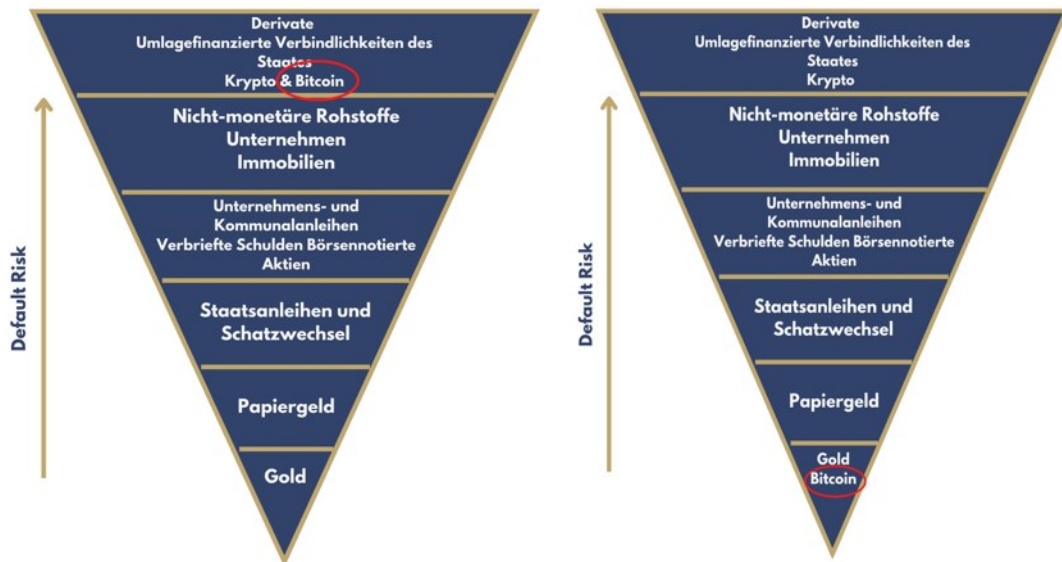 Derivate
Umlagefinanzierte Verbindlichkeiten des
Staates
Krypto & Bitcoin
Nicht-monetäre Rohstoffe
Unternehmen
Immobilien
Unternehmens- und
Kommunalanleihen
Verbriefte Schulden Börsennotierte
Aktien
Staatsanleihen und
Schatzwechsel
Papiergeld
Gold
Default Risk
Derivate
Umlagefinanzierte Verbindlichkeiten des
Staates
Krypto
Nicht-monetäre Rohstoffe
Unternehmen
Immobilien
Unternehmens- und
Kommunalanleihen
Verbriefte Schulden Börsennotierte
Aktien
Staatsanleihen und
Schatzwechsel
Papiergeld
Gold
Bitcoin
Default Risk